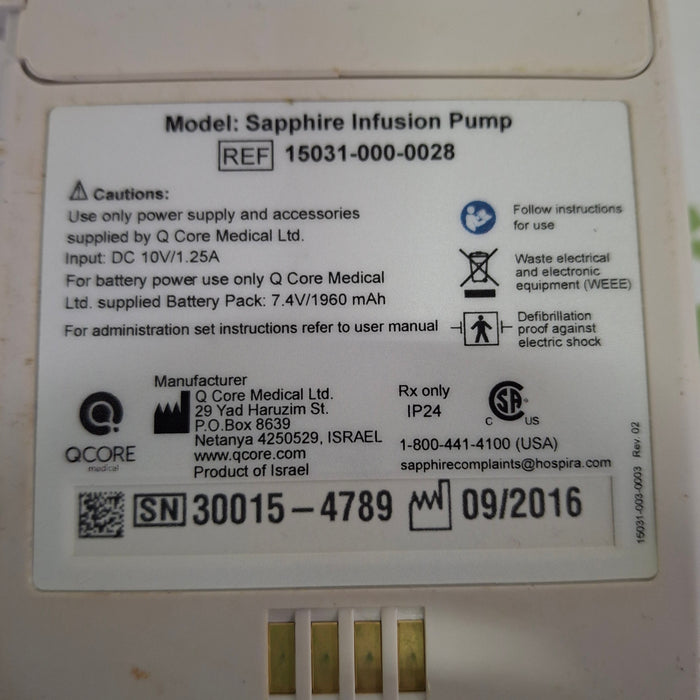 Model: Sapphire Infusion Pump
REF 15031-000-0028
Cautions:
Use only power supply and accessories
supplied by Q Core Medical Ltd.
Input: DC 10V/1.25A
For battery power use only Q Core Medical
Ltd. supplied Battery Pack: 7.4V/1960 mAh
For administration set instructions refer to user manual
Follow instructions
for use
Waste electrical
and electronic
equipment (WEEE)
Defibrillation
proof against
electric shock
QCORE
medical
Manufacturer
Q Core Medical Ltd.
29 Yad Haruzim St.
P.O.Box 8639
Netanya 4250529, ISRAEL
www.qcore.com
Product of Israel
Rx only
IP24
C SA US
1-800-441-4100 (USA)
sapphirecomplaints@hospira.com
SN 30015-4789 09/2016
15031-003-0003 Rev. 02